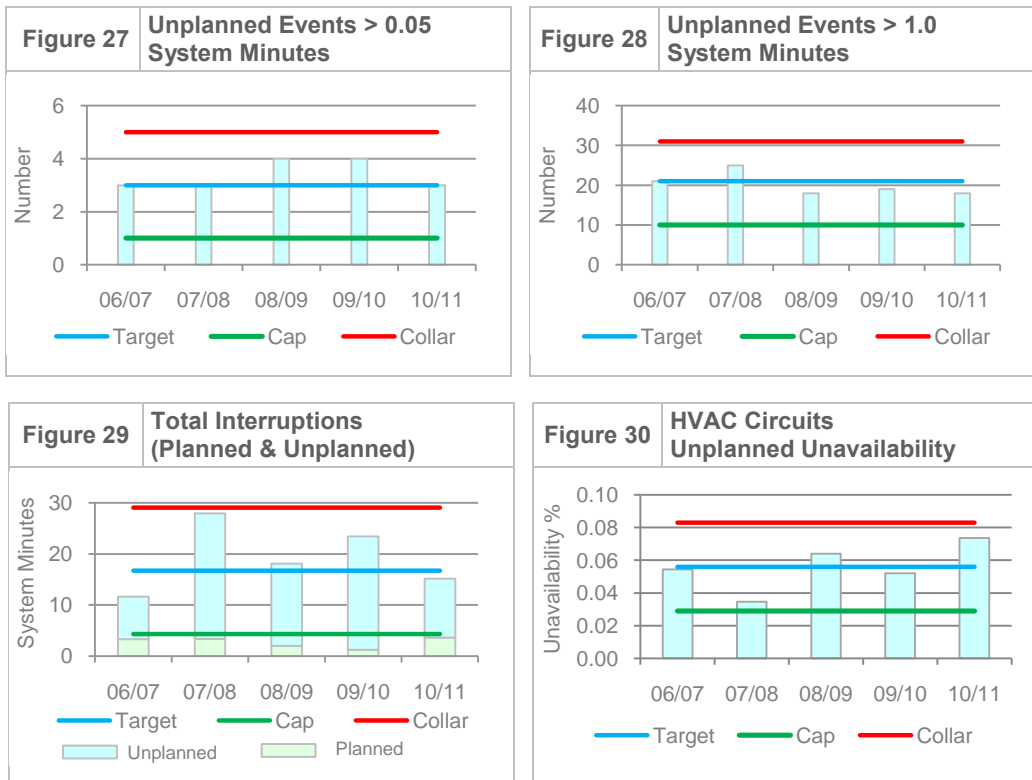 Figure 27
Unplanned Events > 0.05
System Minutes
Number
6
4
2
0
06/07 07/08 08/09 09/10 10/11
Target Cap Collar
Figure 28
Unplanned Events > 1.0
System Minutes
Number
40
30
20
10
0
06/07 07/08 08/09 09/10 10/11
Target Cap Collar
Figure 29
Total Interruptions
(Planned & Unplanned)
System Minutes
30
20
10
0
06/07 07/08 08/09 09/10 10/11
Target Cap Collar
Unplanned Planned
Figure 30
HVAC Circuits
Unplanned Unavailability
Unavailability %
0.10
0.08
0.06
0.04
0.02
0.00
06/07 07/08 08/09 09/10 10/11
Target Cap Collar